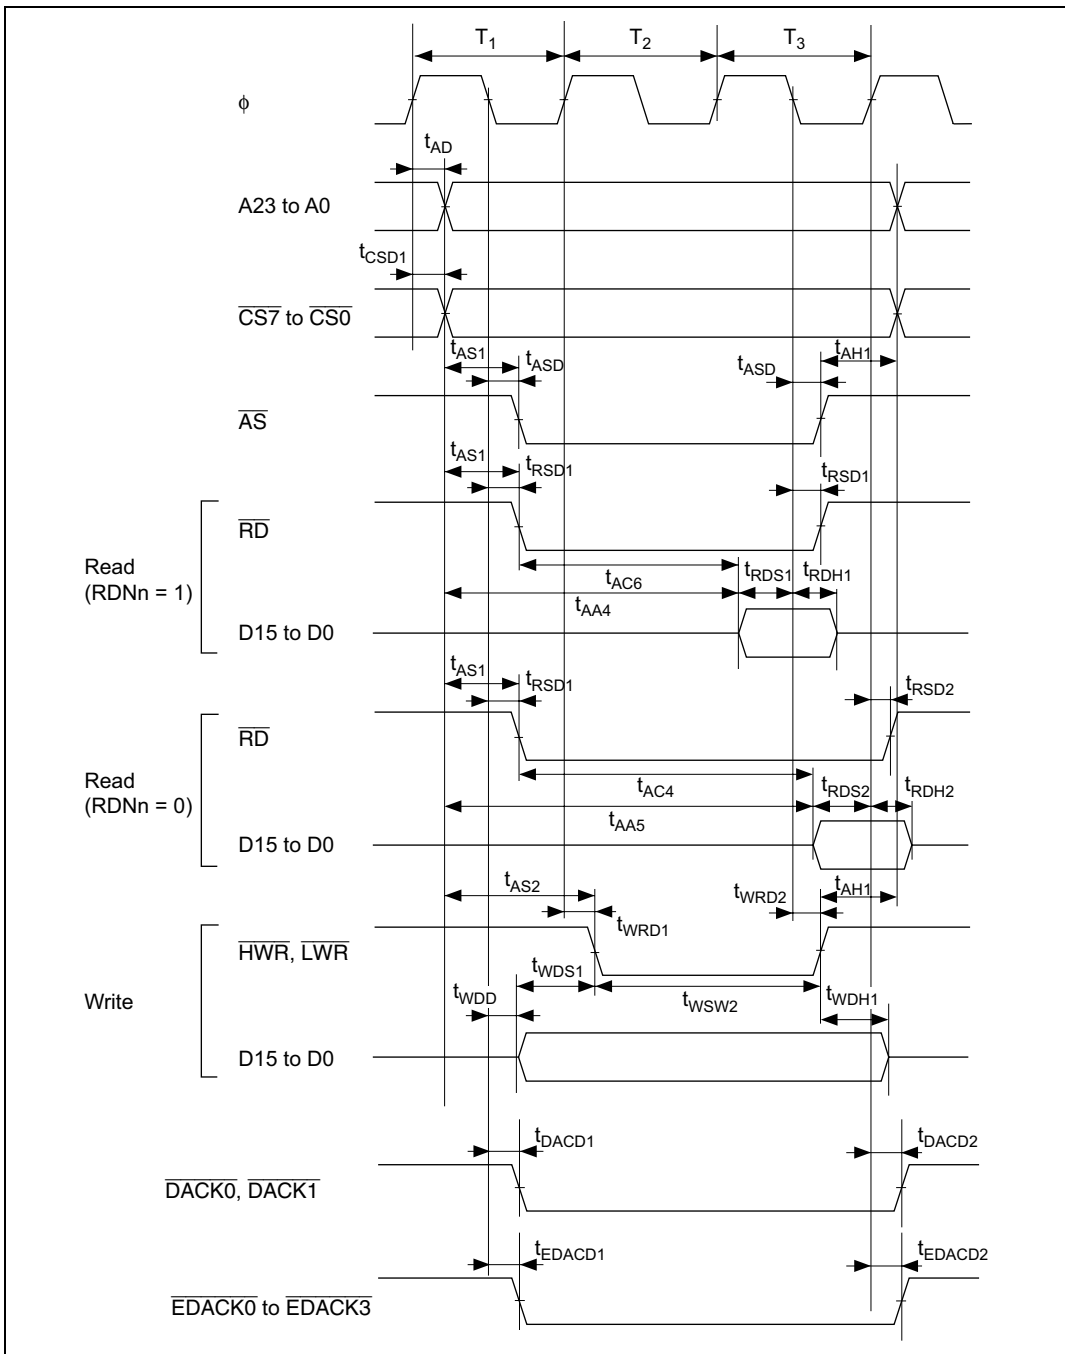 T1 T2 T3
ϕ
tAD
A23 to A0
tCSD1
CS7 to CS0
tAS1 tASD tASD tAH1
AS
tAS1 tRSD1 tRSD1
RD
Read
(RDNn = 1)
tAC6 tRDS1 tRDH1
tAA4
D15 to D0
tAS1 tRSD1 tRSD2
RD
Read
(RDNn = 0)
tAC4 tRDS2 tRDH2
tAA5
D15 to D0
tAS2 tWRD2 tAH1
tWRD1
HWR, LWR
tWDS1
Write
tWDD tWSW2 tWDH1
D15 to D0
tDACD1 tDACD2
DACK0, DACK1
tEDACD1 tEDACD2
EDACK0 to EDACK3